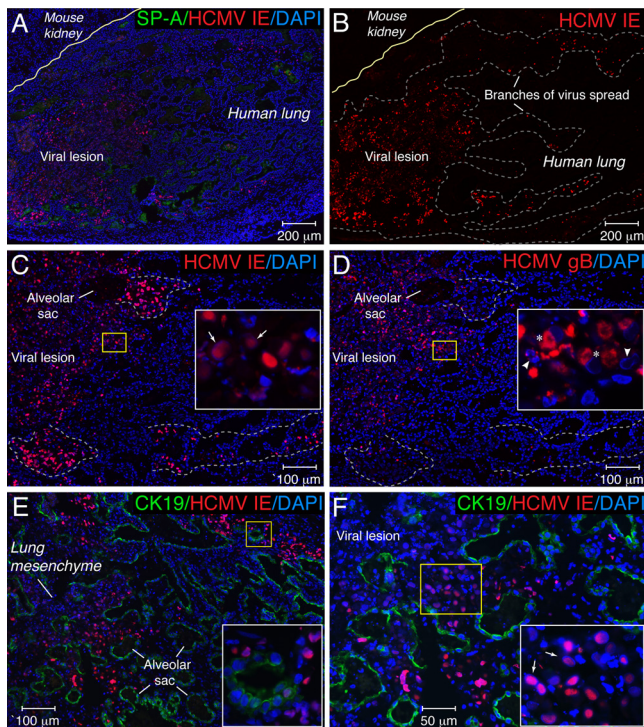 A
SP-A/HCMV IE/DAPI
Mouse
kidney
Human lung
Viral lesion
200 μm
B
HCMV IE
Mouse
kidney
Branches of virus spread
Viral lesion
Human lung
200 μm
C
HCMV IE/DAPI
Alveolar
sac
Viral lesion
100 μm
D
HCMV gB/DAPI
Alveolar
sac
Viral lesion
*
*
100 μm
E
CK19/HCMV IE/DAPI
Lung
mesenchyme
Alveolar
sac
100 μm
F
CK19/HCMV IE/DAPI
Viral lesion
50 μm